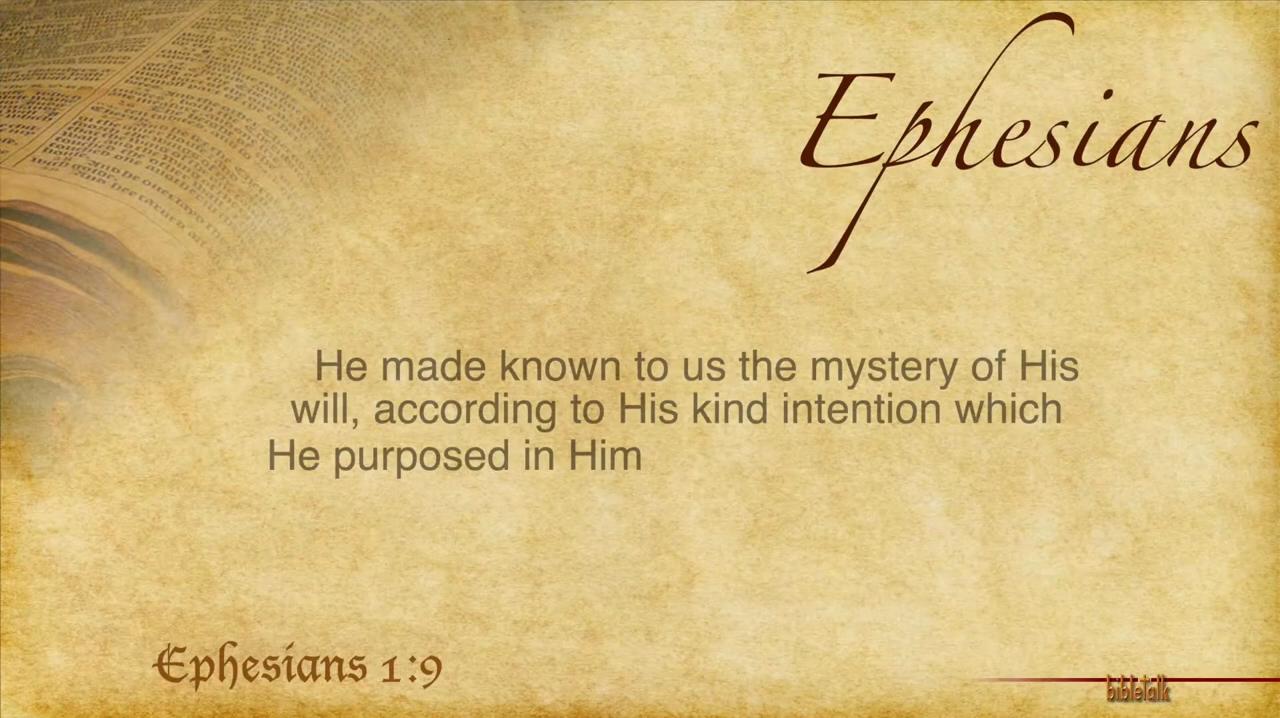 Ephesians
He made known to us the mystery of His
will, according to His kind intention which
He purposed in Him
Ephesians 1:9
bibletalk